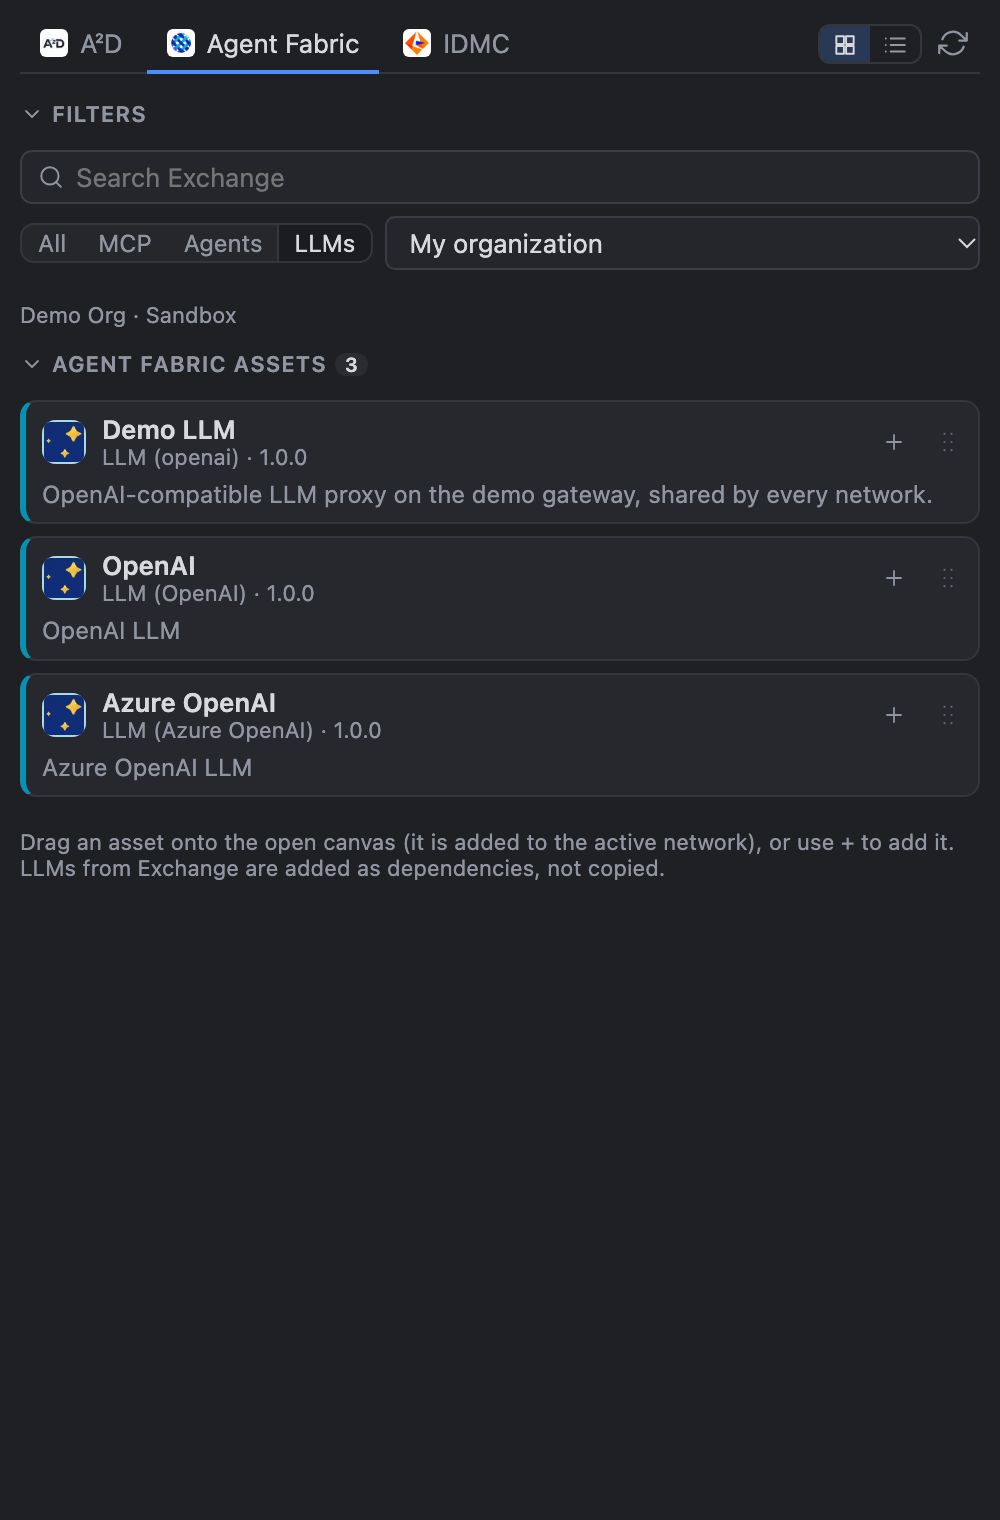 A²D A²D Agent Fabric IDMC
FILTERS
Search Exchange
All MCP Agents LLMs My organization
Demo Org · Sandbox
AGENT FABRIC ASSETS 3
Demo LLM
LLM (openai) · 1.0.0
OpenAI-compatible LLM proxy on the demo gateway, shared by every network.
OpenAI
LLM (OpenAI) · 1.0.0
OpenAI LLM
Azure OpenAI
LLM (Azure OpenAI) · 1.0.0
Azure OpenAI LLM
Drag an asset onto the open canvas (it is added to the active network), or use + to add it.
LLMs from Exchange are added as dependencies, not copied.